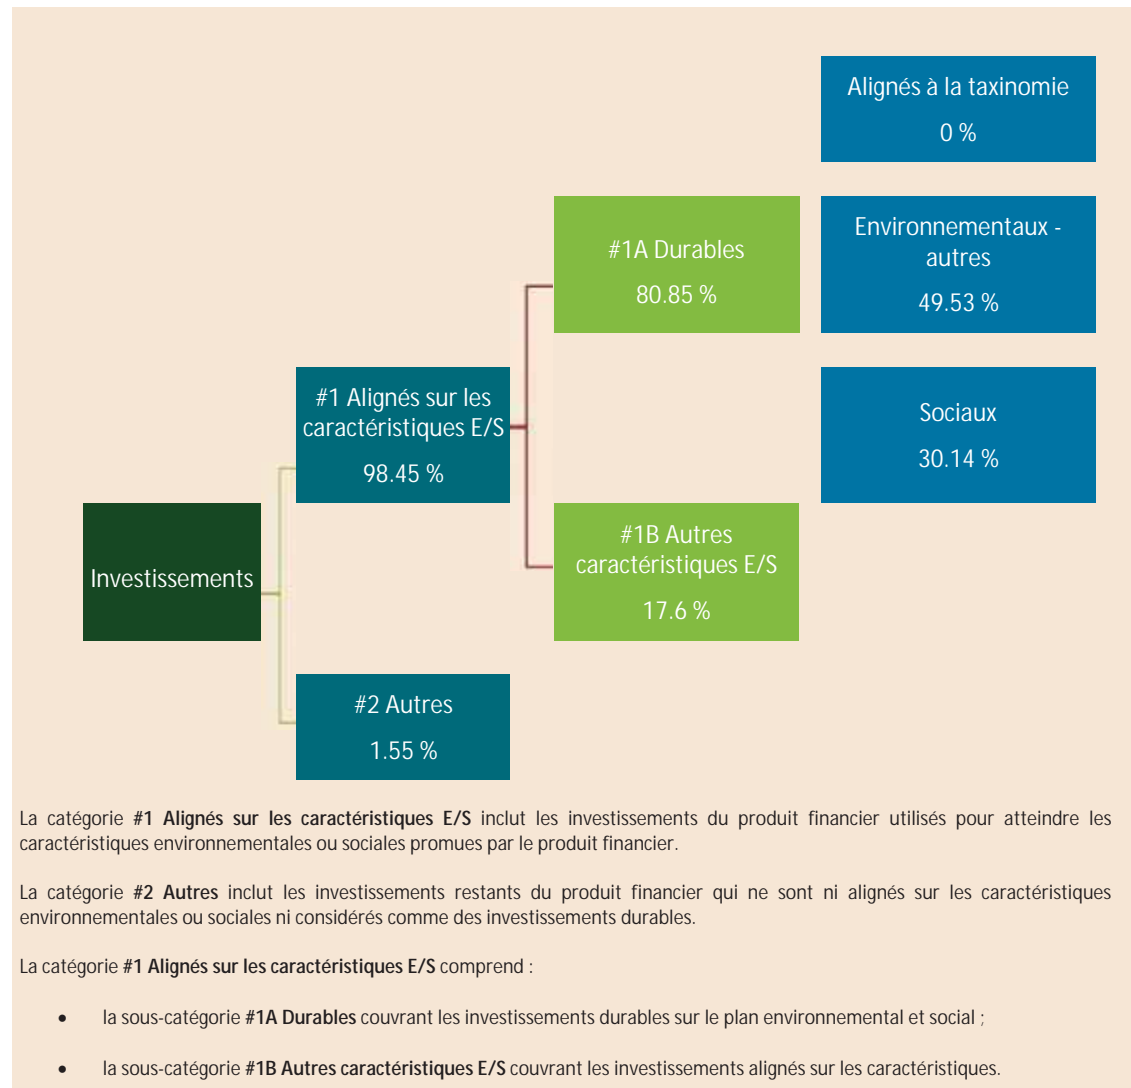 Alignés à la taxinomie
0 %
#1A Durables
80.85 %
Environnementaux -
autres
49.53 %
#1 Alignés sur les
caractéristiques E/S
98.45 %
Sociaux
30.14 %
Investissements
#1B Autres
caractéristiques E/S
17.6 %
#2 Autres
1.55 %
La catégorie #1 Alignés sur les caractéristiques E/S inclut les investissements du produit financier utilisés pour atteindre les
caractéristiques environnementales ou sociales promues par le produit financier.
La catégorie #2 Autres inclut les investissements restants du produit financier qui ne sont ni alignés sur les caractéristiques
environnementales ou sociales ni considérés comme des investissements durables.
La catégorie #1 Alignés sur les caractéristiques E/S comprend :
• la sous-catégorie #1A Durables couvrant les investissements durables sur le plan environnemental et social ;
• la sous-catégorie #1B Autres caractéristiques E/S couvrant les investissements alignés sur les caractéristiques.